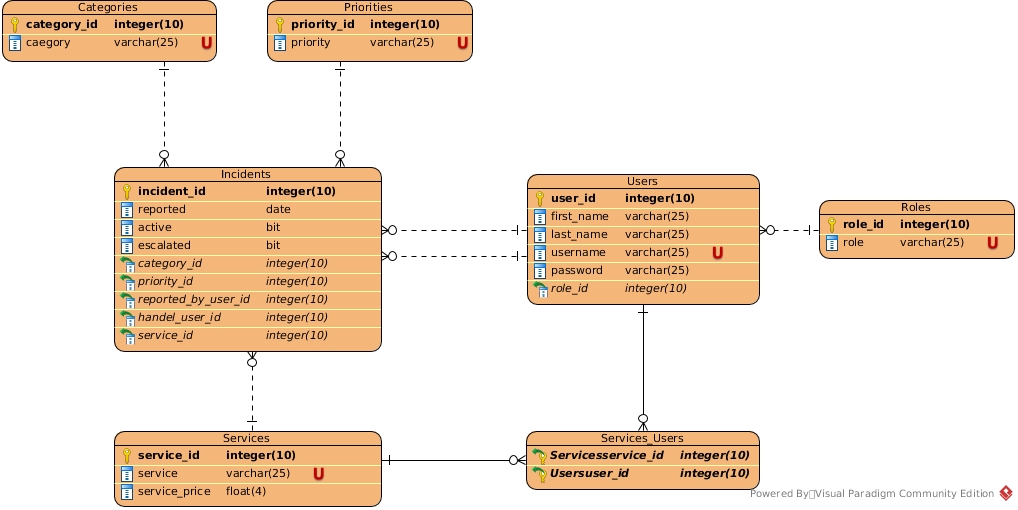 Categories
category_id integer(10)
caegory varchar(25) U
Priorities
priority_id integer(10)
priority varchar(25) U
Incidents
incident_id integer(10)
reported date
active bit
escalated bit
category_id integer(10)
priority_id integer(10)
reported_by_user_id integer(10)
handel_user_id integer(10)
service_id integer(10)
Users
user_id integer(10)
first_name varchar(25)
last_name varchar(25)
username varchar(25) U
password varchar(25)
role_id integer(10)
Roles
role_id integer(10)
role varchar(25) U
Services
service_id integer(10)
service varchar(25) U
service_price float(4)
Services_Users
Servicesservice_id integer(10)
Usersuser_id integer(10)
Powered By Visual Paradigm Community Edition